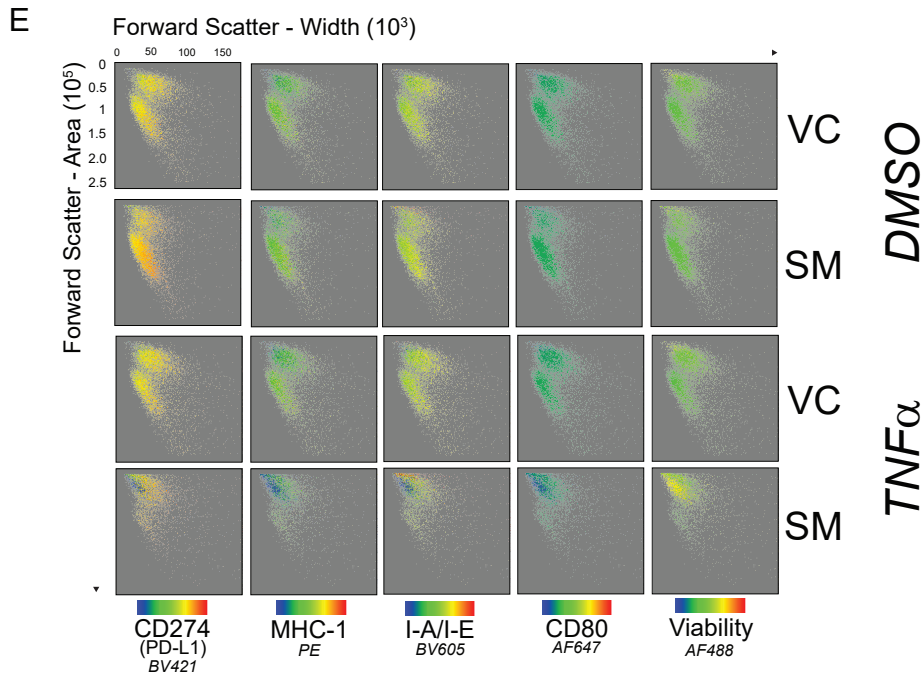 E
Forward Scatter - Width (10³)
0 50 100 150
Forward Scatter - Area (10⁵)
0
0.5
1
1.5
2.0
2.5
VC
SM
DMSO
VC
SM
TNFα
CD274
(PD-L1)
BV421
MHC-1
PE
I-A/I-E
BV605
CD80
AF647
Viability
AF488